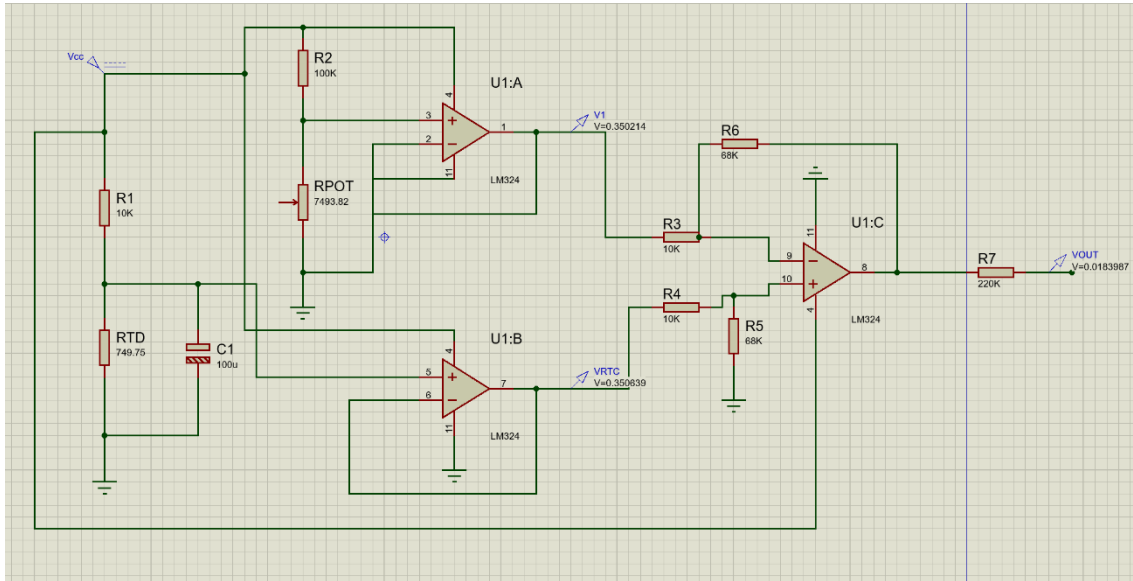 Vcc
R2
100K
U1:A
4
3
2
1
11
LM324
V1
V=0.350214
R6
68K
R1
10K
RPOT
7493.82
R3
10K
11
U1:C
9
10
8
4
LM324
R7
220K
VOUT
V=0.0183987
R4
10K
R5
68K
RTD
749.75
C1
100u
U1:B
4
5
6
7
11
LM324
VRTC
V=0.350639